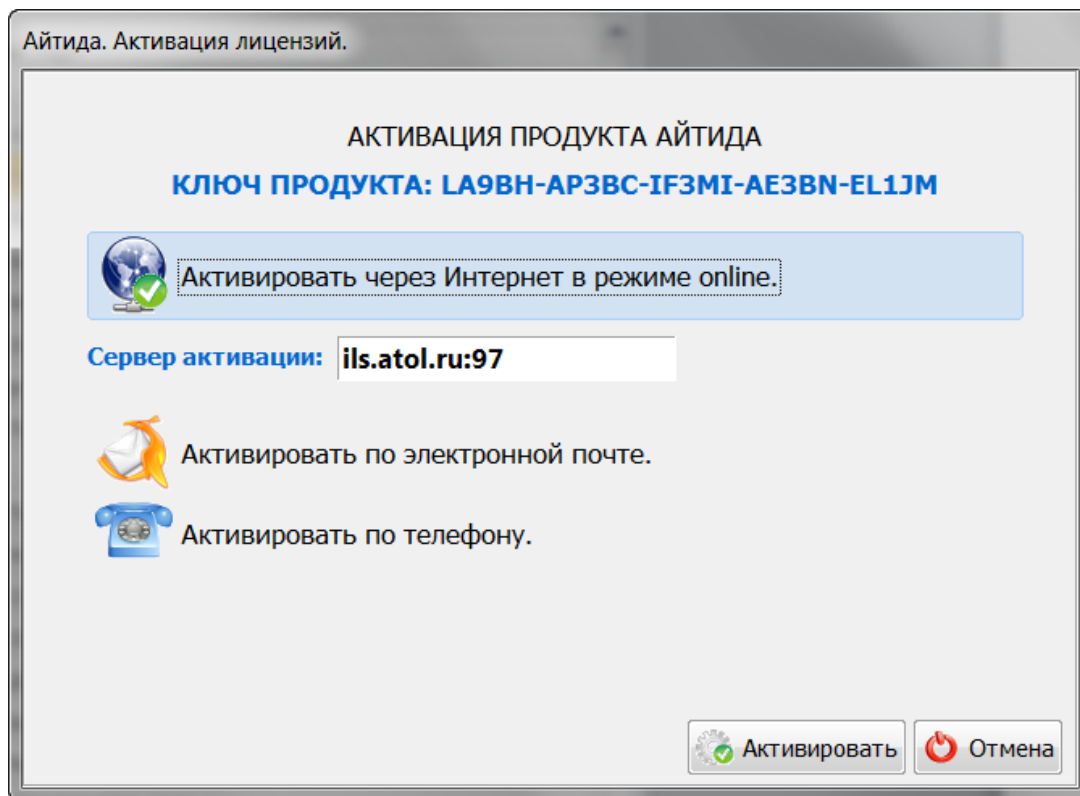 Айтида. Активация лицензий.
АКТИВАЦИЯ ПРОДУКТА АЙТИДА
КЛЮЧ ПРОДУКТА: LA9BH-AP3BC-IF3MI-AE3BN-EL1JM
Активировать через Интернет в режиме online.
Сервер активации: ils.atol.ru:97
Активировать по электронной почте.
Активировать по телефону.
Активировать Отмена